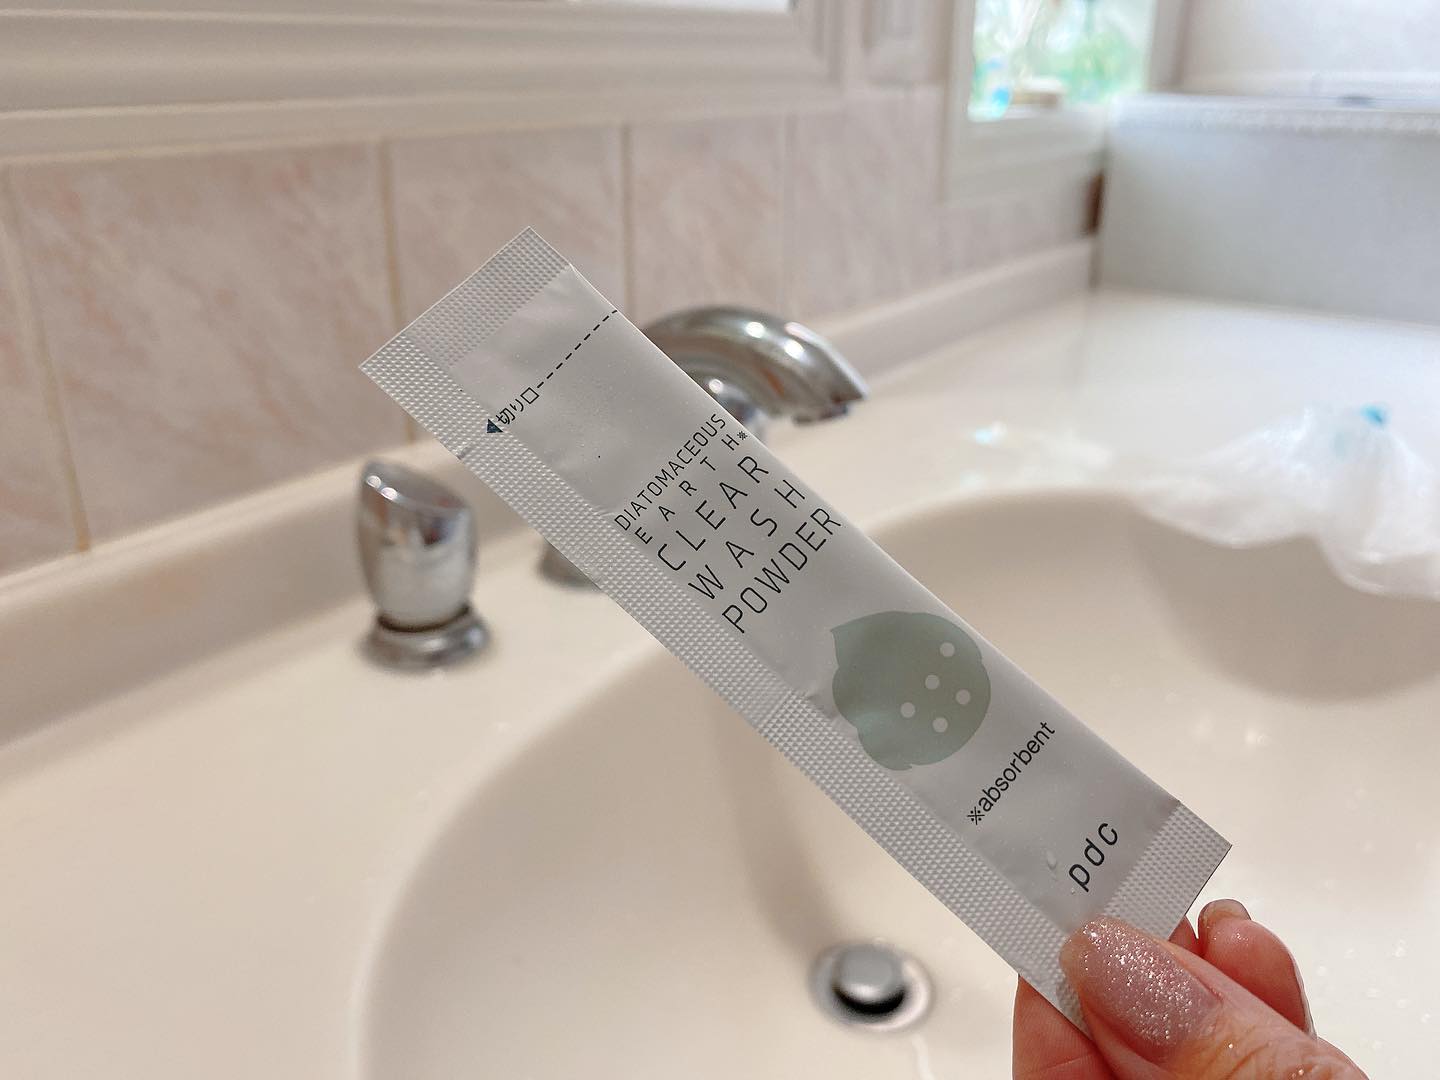 ◀切り口
DIATOMACEOUS
EARTH※
CLEAR
WASH
POWDER
※absorbent
pdc